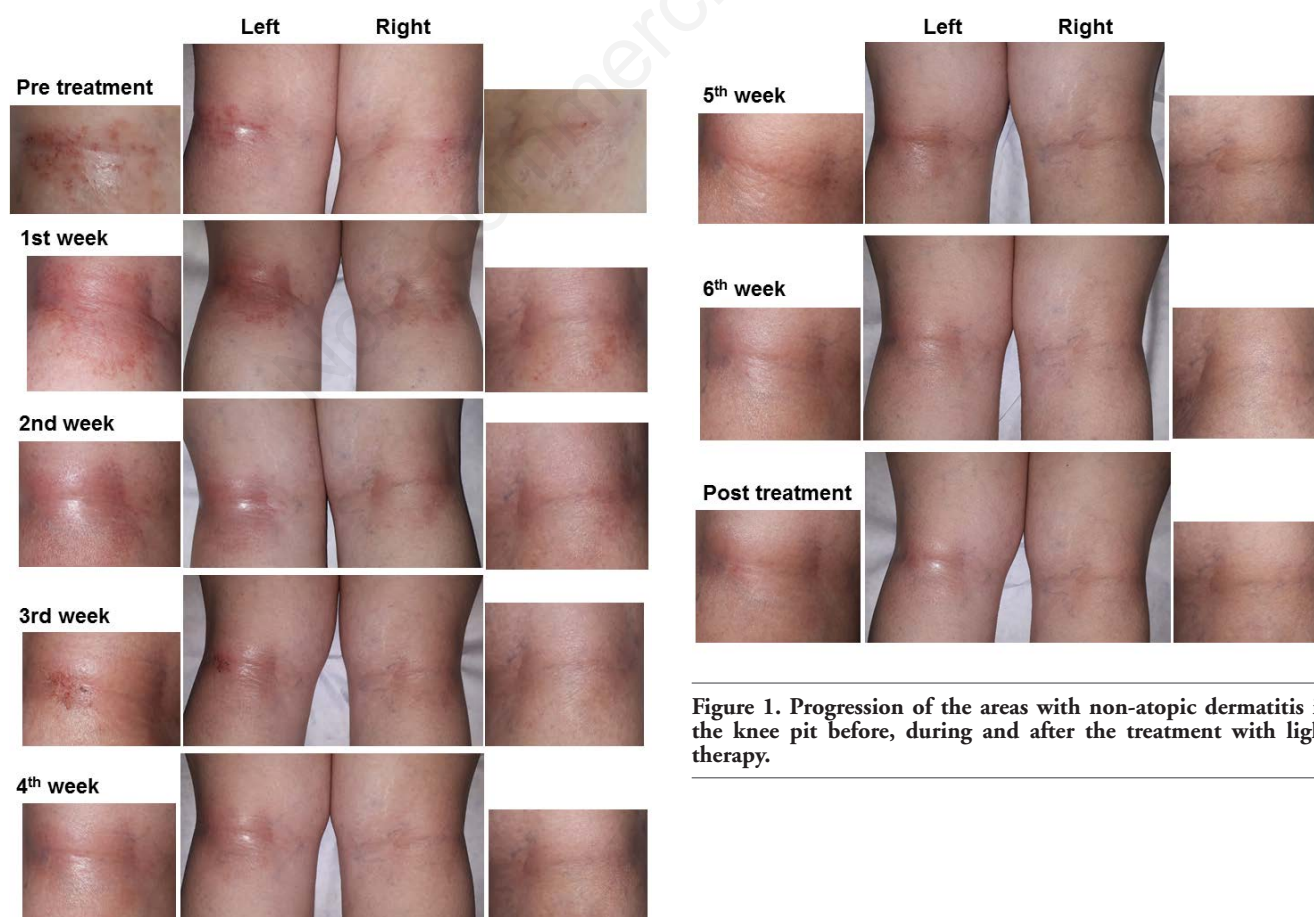 Left Right
Pre treatment
1st week
2nd week
3rd week
4th week
Left Right
5th week
6th week
Post treatment
Figure 1. Progression of the areas with non-atopic dermatitis
the knee pit before, during and after the treatment with
therapy.